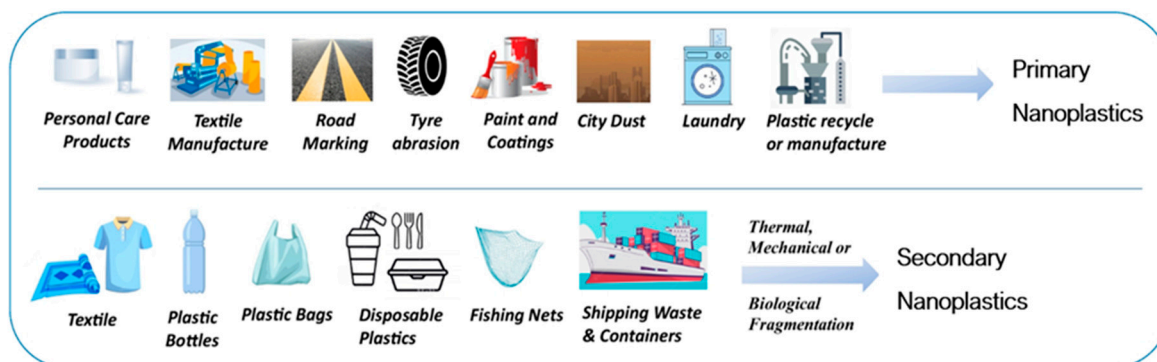 Personal Care
Products
Textile
Manufacture
Road
Marking
Tyre
abrasion
Paint and
Coatings
City Dust
Laundry
Plastic recycle
or manufacture
Primary
Nanoplastics
Textile
Plastic
Bottles
Plastic Bags
Disposable
Plastics
Fishing Nets
Shipping Waste
& Containers
Thermal,
Mechanical or
Biological
Fragmentation
Secondary
Nanoplastics